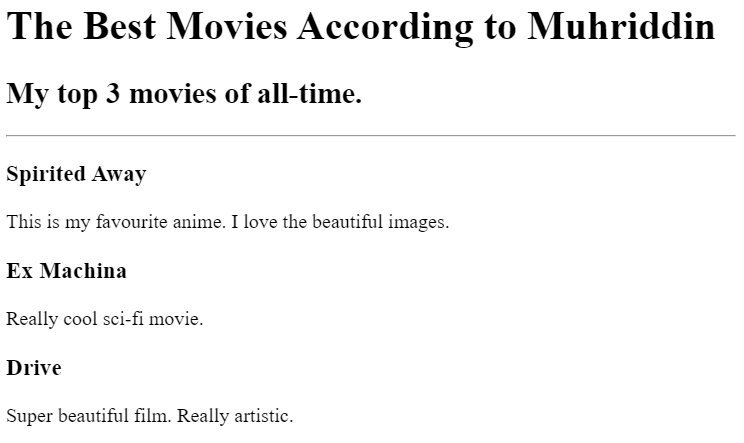 The Best Movies According to Muhriddin
My top 3 movies of all-time.
Spirited Away
This is my favourite anime. I love the beautiful images.
Ex Machina
Really cool sci-fi movie.
Drive
Super beautiful film. Really artistic.